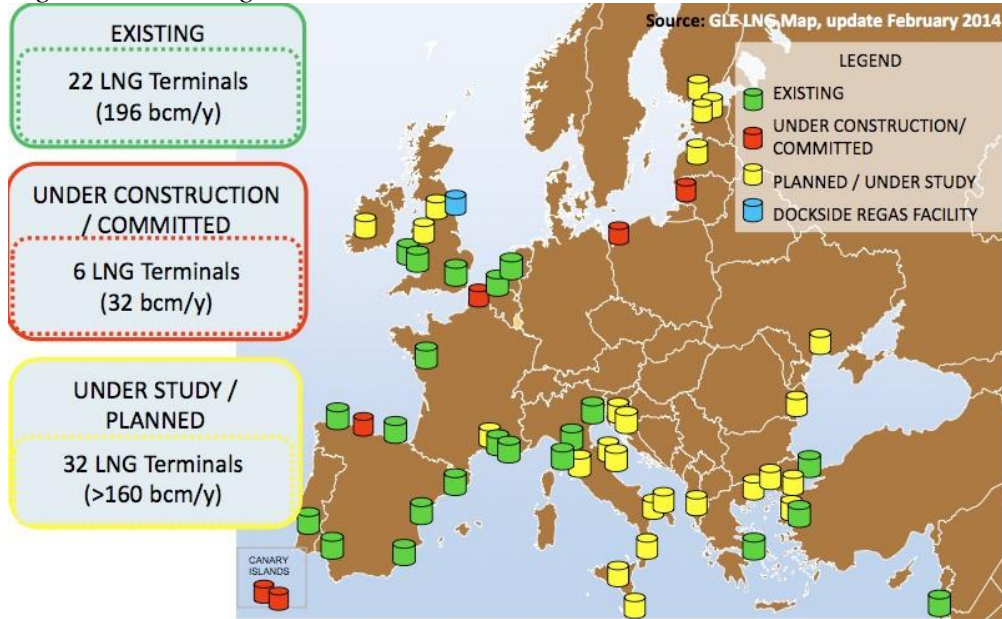 EXISTING
22 LNG Terminals
(196 bcm/y)
UNDER CONSTRUCTION
/ COMMITTED
6 LNG Terminals
(32 bcm/y)
UNDER STUDY /
PLANNED
32 LNG Terminals
(>160 bcm/y)
Source: GLE LNG Map, update February 2014
LEGEND
EXISTING
UNDER CONSTRUCTION/
COMMITTED
PLANNED / UNDER STUDY
DOCKSIDE REGAS FACILITY
CANARY
ISLANDS